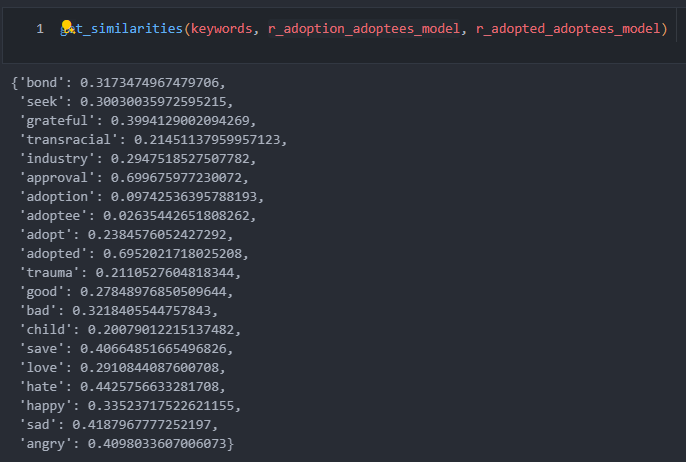 1 get_similarities(keywords, r_adoption_adoptees_model, r_adopted_adoptees_model)
{'bond': 0.3173474967479706,
'seek': 0.30030035972595215,
'grateful': 0.3994129002094269,
'transracial': 0.21451137959957123,
'industry': 0.2947518527507782,
'approval': 0.699675977230072,
'adoption': 0.09742536395788193,
'adoptee': 0.02635442651808262,
'adopt': 0.2384576052427292,
'adopted': 0.6952021718025208,
'trauma': 0.2110527604818344,
'good': 0.27848976850509644,
'bad': 0.3218405544757843,
'child': 0.20079012215137482,
'save': 0.40664851665496826,
'love': 0.2910844087600708,
'hate': 0.4425756633281708,
'happy': 0.33523717522621155,
'sad': 0.4187967777252197,
'angry': 0.4098033607006073}